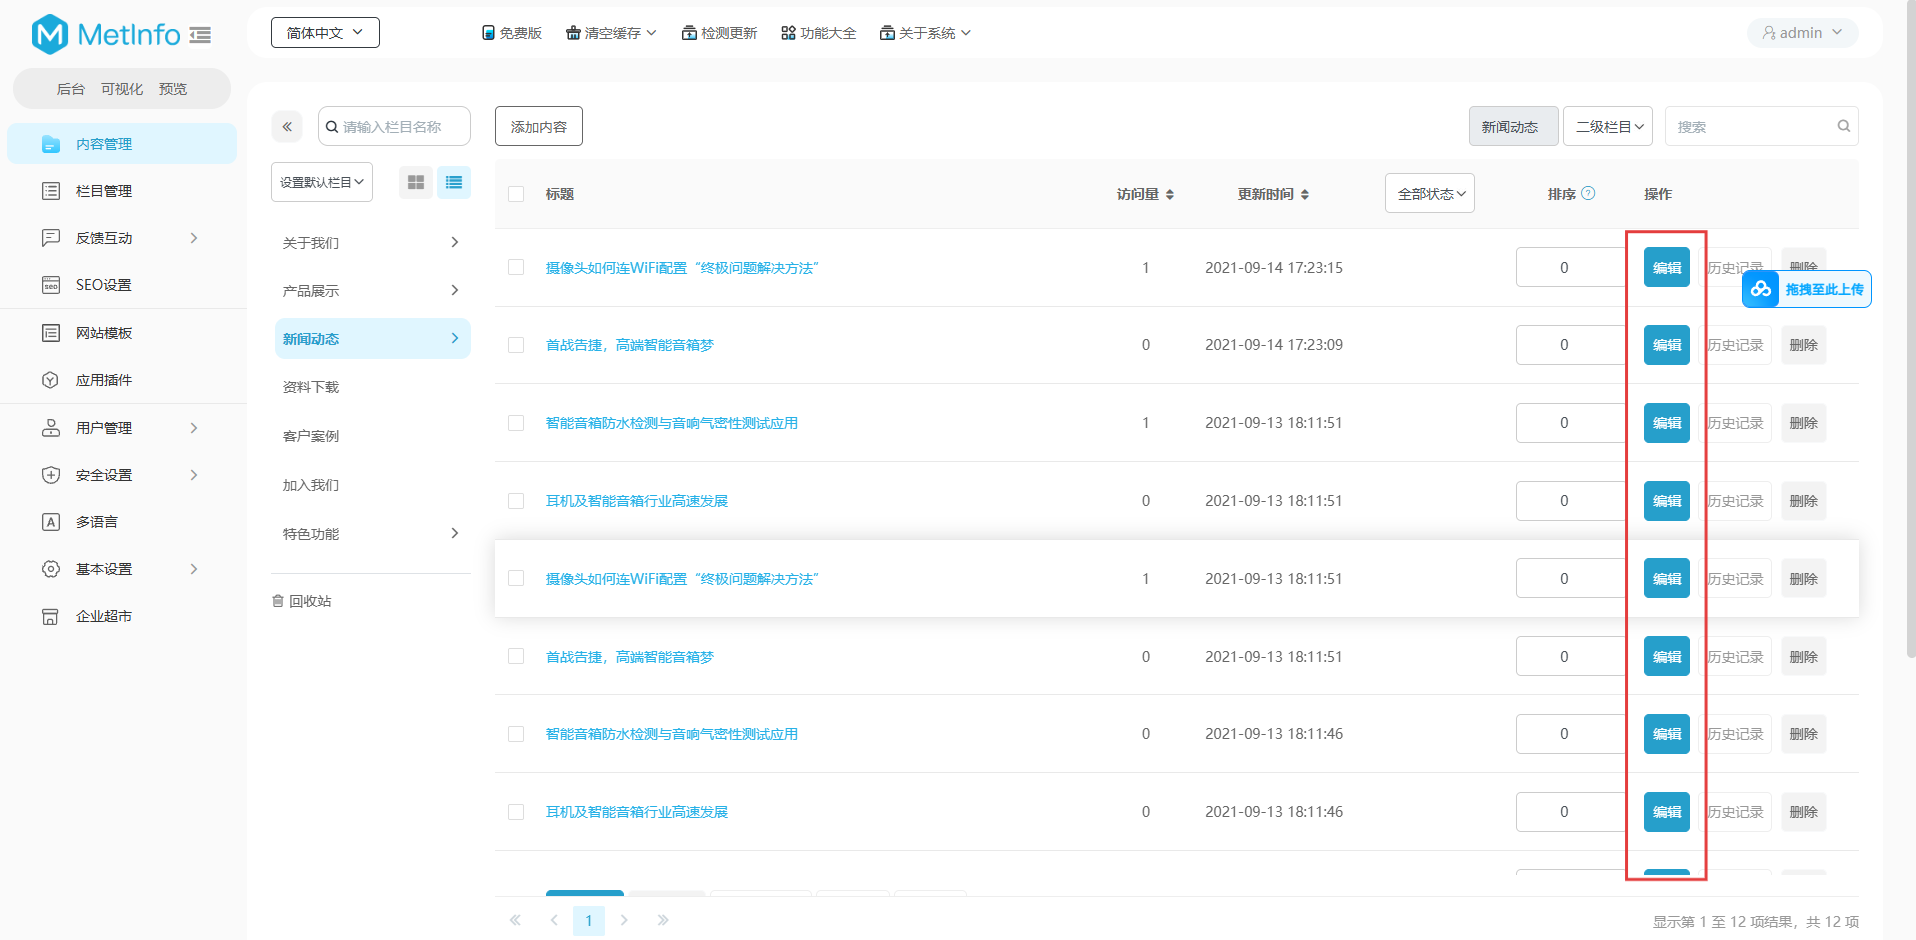 MetInfo
简体中文
免费版 清空缓存 检测更新 功能大全 关于系统
admin
后台 可视化 预览
内容管理
栏目管理
反馈互动
SEO设置
网站模板
应用插件
用户管理
安全设置
多语言
基本设置
企业超市
请输入栏目名称
设置默认栏目
关于我们
产品展示
新闻动态
资料下载
客户案例
加入我们
特色功能
回收站
添加内容
新闻动态 二级栏目 搜索
标题 访问量 更新时间 全部状态 排序 操作
摄像头如何连WiFi配置“终极问题解决方法” 1 2021-09-14 17:23:15 0 编辑 历史记录 删除
拖拽至此上传
首战告捷，高端智能音箱梦 0 2021-09-14 17:23:09 0 编辑 历史记录 删除
智能音箱防水检测与音响气密性测试应用 1 2021-09-13 18:11:51 0 编辑 历史记录 删除
耳机及智能音箱行业高速发展 0 2021-09-13 18:11:51 0 编辑 历史记录 删除
摄像头如何连WiFi配置“终极问题解决方法” 1 2021-09-13 18:11:51 0 编辑 历史记录 删除
首战告捷，高端智能音箱梦 0 2021-09-13 18:11:51 0 编辑 历史记录 删除
智能音箱防水检测与音响气密性测试应用 0 2021-09-13 18:11:46 0 编辑 历史记录 删除
耳机及智能音箱行业高速发展 0 2021-09-13 18:11:46 0 编辑 历史记录 删除
1
显示第 1 至 12 项结果，共 12 项